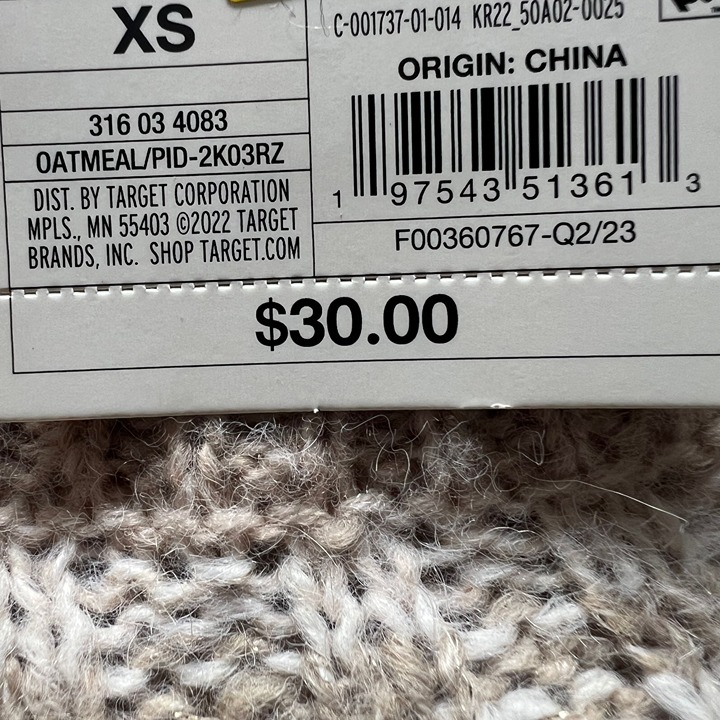 XS
C-001737-01-014 KR22_50A02-0025
ORIGIN: CHINA
316 03 4083
OATMEAL/PID-2K03RZ
1 97543 51361 3
DIST. BY TARGET CORPORATION
MPLS., MN 55403 ©2022 TARGET
BRANDS, INC. SHOP TARGET.COM
F00360767-Q2/23
$30.00